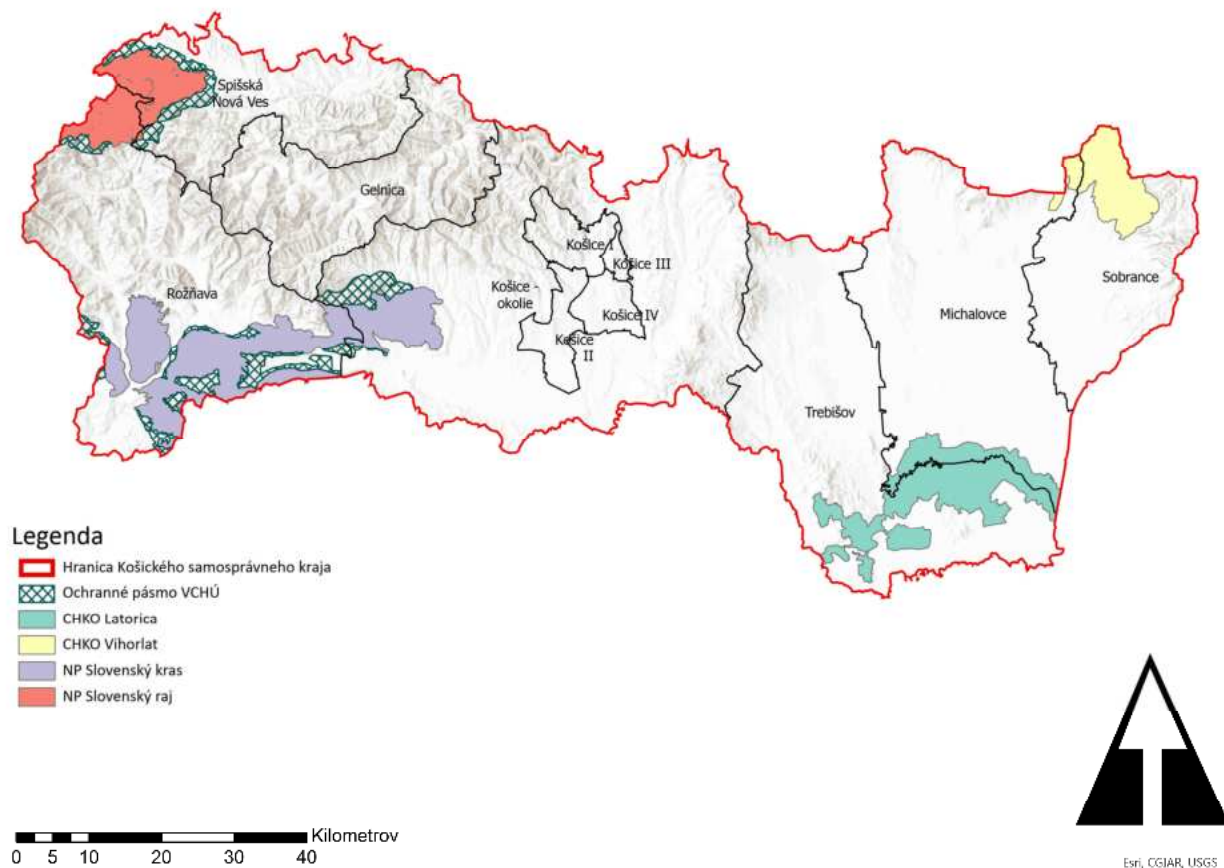 Spišská
Nová Ves
Gelnica
Košice I
Košice III
Košice -
okolie
Košice IV
Košice
II
Rožňava
Sobrance
Michalovce
Trebišov
Legenda
Hranica Košického samosprávneho kraja
Ochranné pásmo VCHÚ
CHKO Latorica
CHKO Vihorlat
NP Slovenský kras
NP Slovenský raj
Kilometrov
0 5 10 20 30 40
Esri, CGIAR, USGS